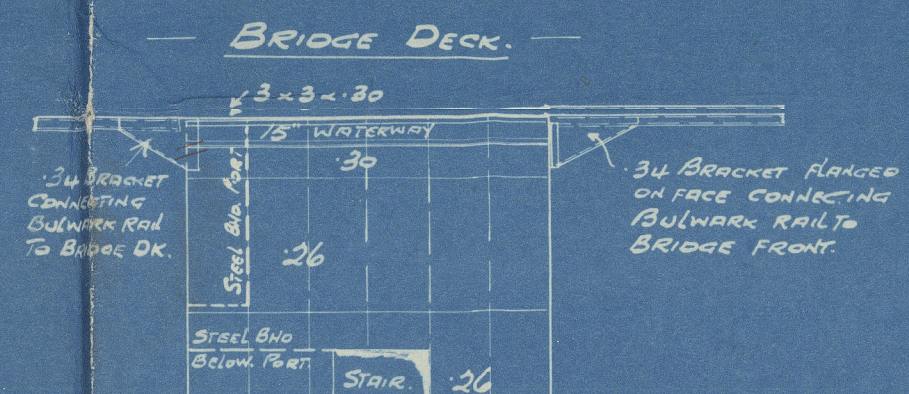 BRIDGE DECK.
3 x 3 x .30
15" WATERWAY
.30
.34 BRACKET
CONNECTING
BULWARK RAIL
TO BRIDGE DK.
.34 BRACKET FLANGED
ON FACE CONNECTING
BULWARK RAIL TO
BRIDGE FRONT.
STEEL BHD. PORT
.26
STEEL BHD
BELOW. PORT
STAIR.
.26